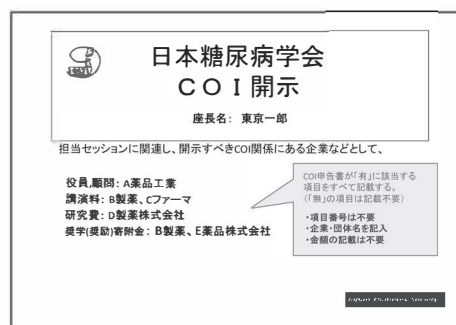 日本糖尿病学会
ＣＯＩ開示
座長名: 東京一郎
担当セッションに関連し、開示すべきCOI関係にある企業などとして、
役員,顧問: A薬品工業
講演料: B製薬、Cファーマ
研究費: D製薬株式会社
奨学(奨励)寄附金: B製薬、E薬品株式会社
COI申告書が「有」に該当する
項目をすべて記載する。
(「無」の項目は記載不要)
・項目番号は不要
・企業・団体名を記入
・金額の記載は不要
Japan Diabetes Society